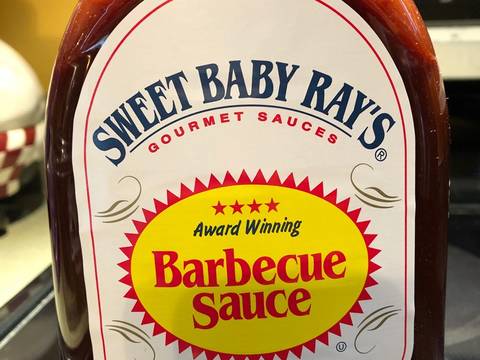 SWEET BABY RAY'S®
GOURMET SAUCES
★★★★
Award Winning
Barbecue
Sauce
Ⓤ